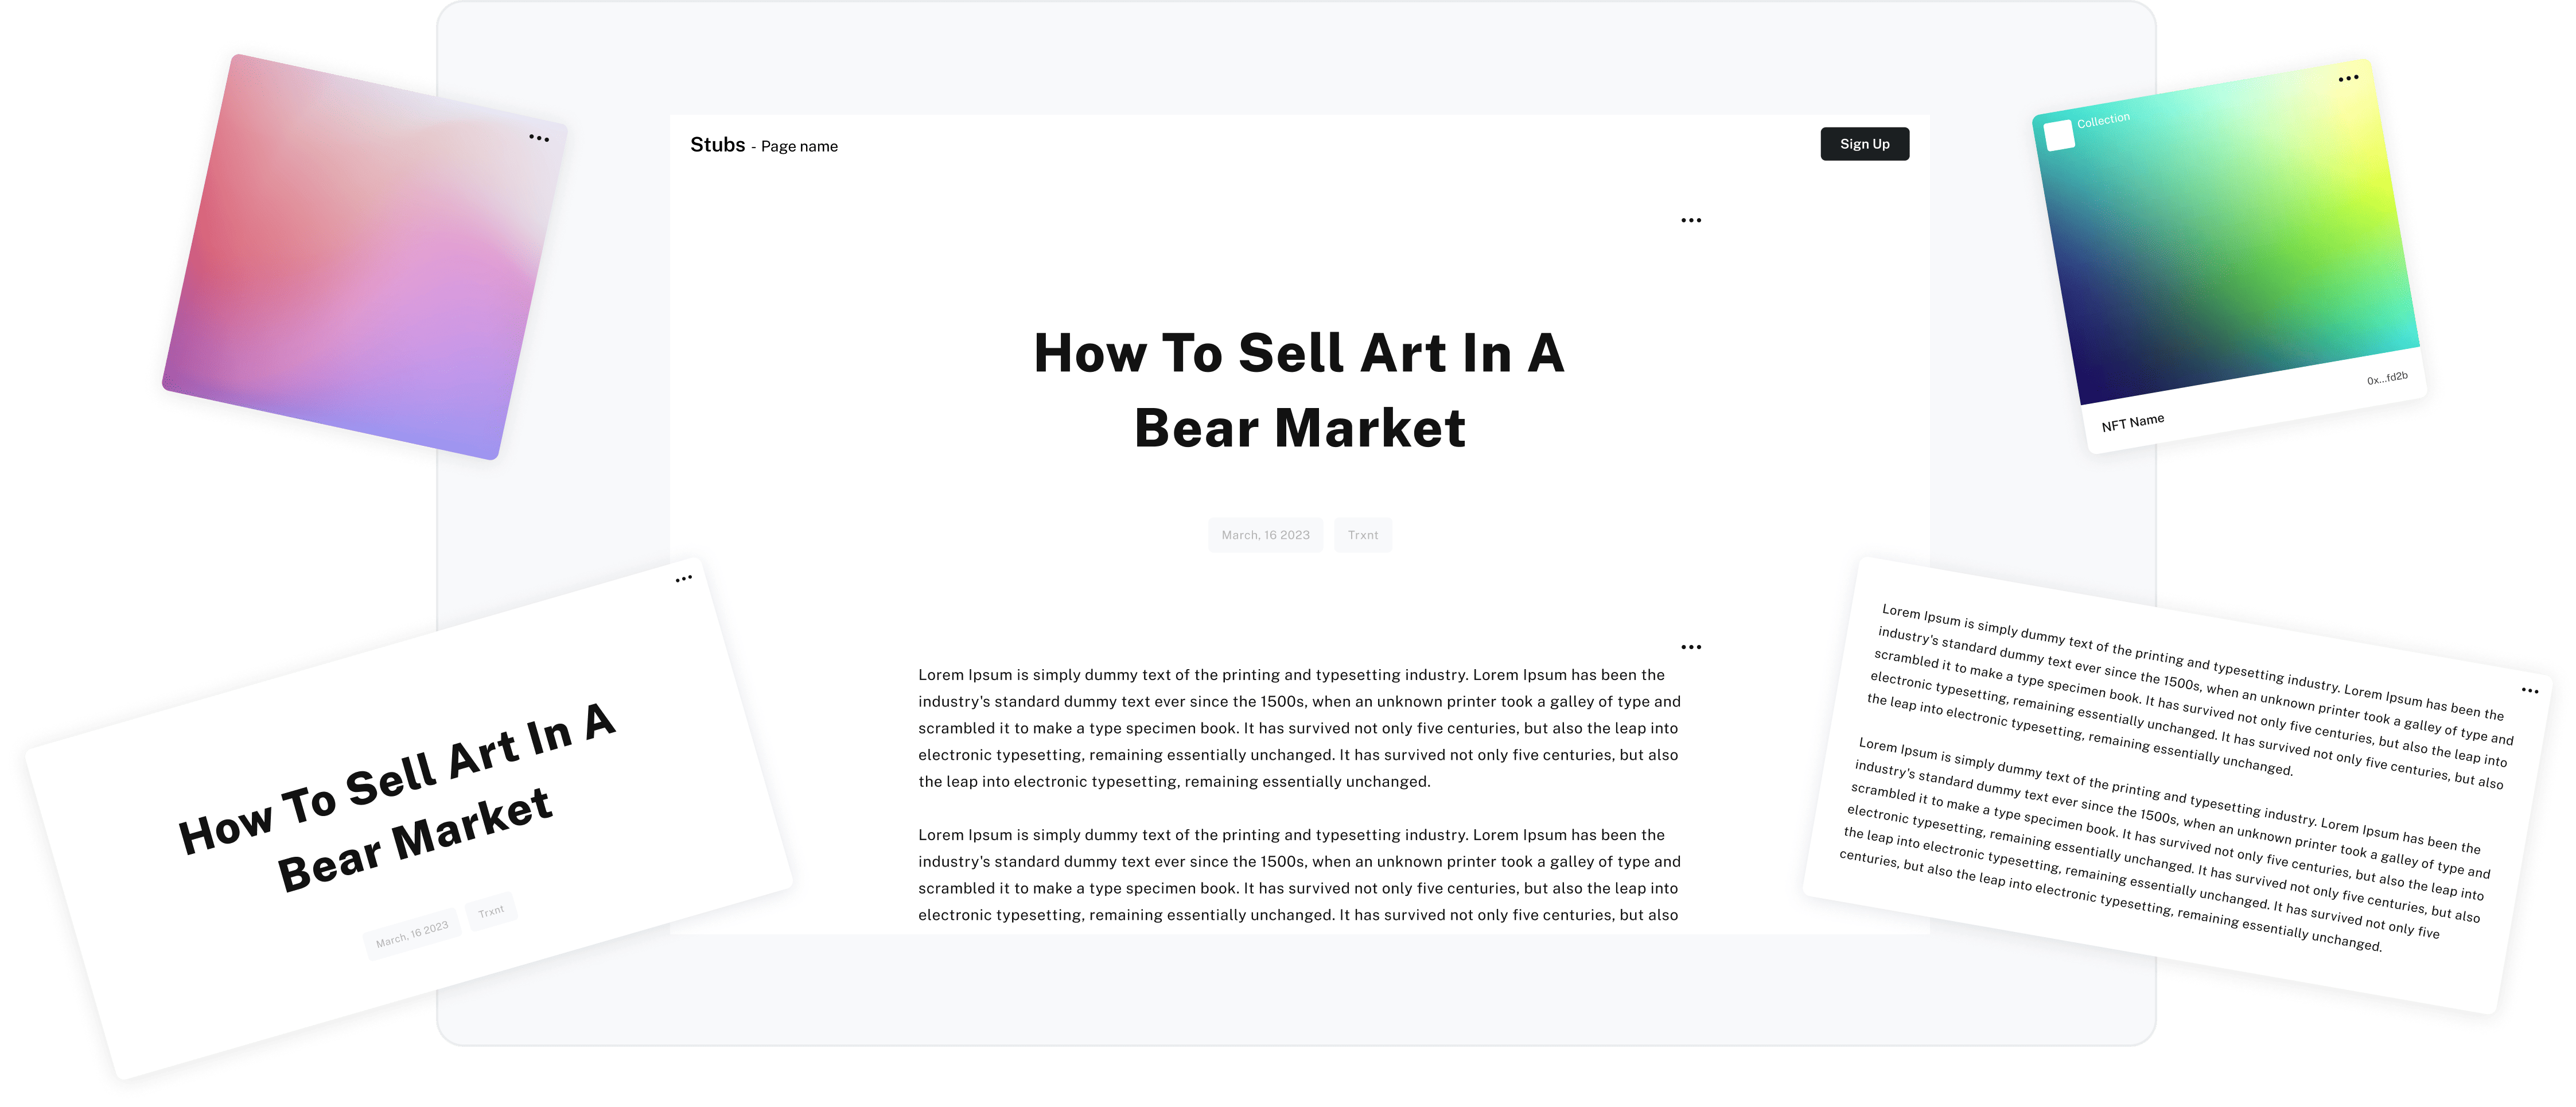 Stubs - Page name
Sign Up
Collection
NFT Name
0x...fd2b
How To Sell Art In A
Bear Market
March, 16 2023
Trxnt
Lorem Ipsum is simply dummy text of the printing and typesetting industry. Lorem Ipsum has been the
industry's standard dummy text ever since the 1500s, when an unknown printer took a galley of type and
scrambled it to make a type specimen book. It has survived not only five centuries, but also the leap into
electronic typesetting, remaining essentially unchanged. It has survived not only five centuries, but also
the leap into electronic typesetting, remaining essentially unchanged.
Lorem Ipsum is simply dummy text of the printing and typesetting industry. Lorem Ipsum has been the
industry's standard dummy text ever since the 1500s, when an unknown printer took a galley of type and
scrambled it to make a type specimen book. It has survived not only five centuries, but also the leap into
electronic typesetting, remaining essentially unchanged. It has survived not only five centuries, but also
How To Sell Art In A
Bear Market
March, 16 2023
Trxnt
Lorem Ipsum is simply dummy text of the printing and typesetting industry. Lorem Ipsum has been the
industry's standard dummy text ever since the 1500s, when an unknown printer took a galley of type and
scrambled it to make a type specimen book. It has survived not only five centuries, but also the leap into
electronic typesetting, remaining essentially unchanged. It has survived not only five centuries, but also
the leap into electronic typesetting, remaining essentially unchanged.
Lorem Ipsum is simply dummy text of the printing and typesetting industry. Lorem Ipsum has been the
industry's standard dummy text ever since the 1500s, when an unknown printer took a galley of type and
scrambled it to make a type specimen book. It has survived not only five centuries, but also the leap into
electronic typesetting, remaining essentially unchanged. It has survived not only five centuries, but also
the leap into electronic typesetting, remaining essentially unchanged. It has survived not only five
centuries, but also the leap into electronic typesetting, remaining essentially unchanged.